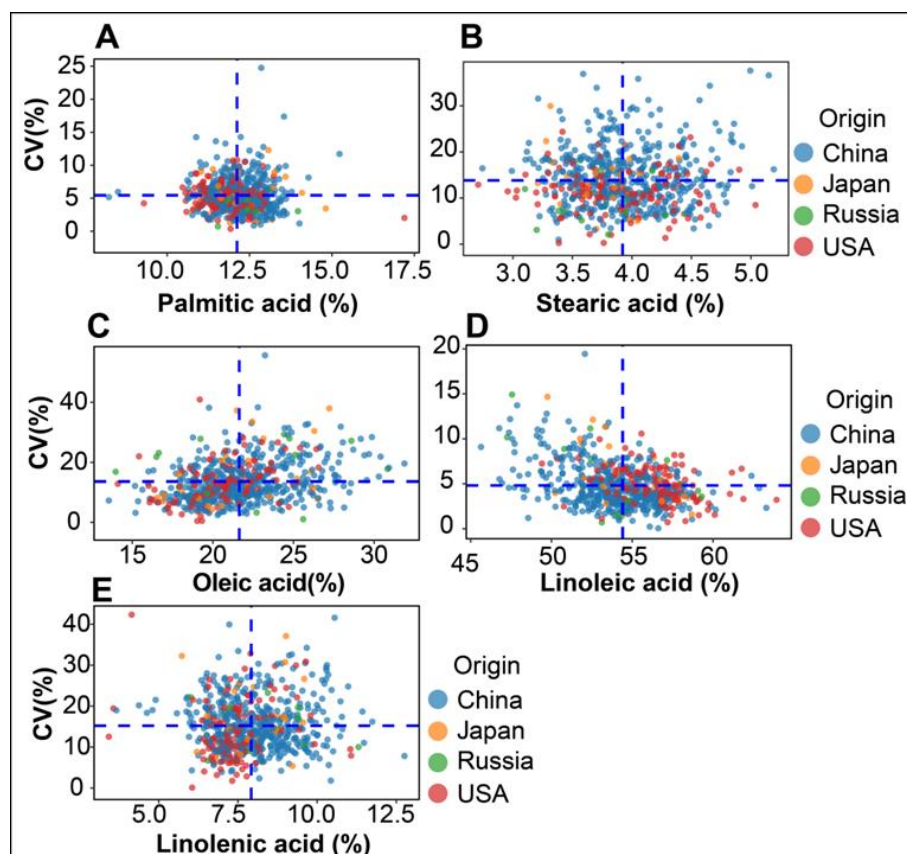 A
CV(%)
25
20
15
10
5
0
10.0 12.5 15.0 17.5
Palmitic acid (%)
B
30
20
10
0
3.0 3.5 4.0 4.5 5.0
Stearic acid (%)
Origin
China
Japan
Russia
USA
C
CV(%)
40
20
0
15 20 25 30
Oleic acid(%)
D
20
15
10
5
0
45 50 55 60
Linoleic acid (%)
Origin
China
Japan
Russia
USA
E
CV(%)
40
30
20
10
0
5.0 7.5 10.0 12.5
Linolenic acid (%)
Origin
China
Japan
Russia
USA